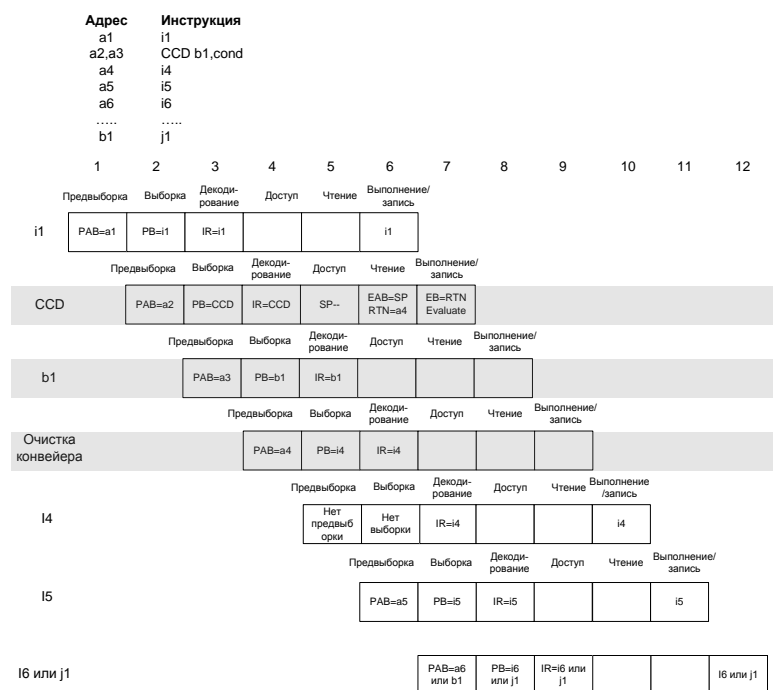 Адрес Инструкция
a1 i1
a2,a3 CCD b1,cond
a4 i4
a5 i5
a6 i6
..... .....
b1 j1
1 2 3 4 5 6 7 8 9 10 11 12
Предвыборка Выборка Декоди-рование Доступ Чтение Выполнение/запись
i1 PAB=a1 PB=i1 IR=i1 i1
Предвыборка Выборка Декоди-рование Доступ Чтение Выполнение/запись
CCD PAB=a2 PB=CCD IR=CCD SP-- EAB=SP RTN=a4 EB=RTN Evaluate
Предвыборка Выборка Декоди-рование Доступ Чтение Выполнение/запись
b1 PAB=a3 PB=b1 IR=b1
Предвыборка Выборка Декоди-рование Доступ Чтение Выполнение/запись
Очистка конвейера PAB=a4 PB=i4 IR=i4
Предвыборка Выборка Декоди-рование Доступ Чтение Выполнение/запись
I4 Нет предвыб орки Нет выборки IR=i4 i4
Предвыборка Выборка Декоди-рование Доступ Чтение Выполнение/запись
I5 PAB=a5 PB=i5 IR=i5 i5
I6 или j1 PAB=a6 или b1 PB=i6 или j1 IR=i6 или j1 I6 или j1